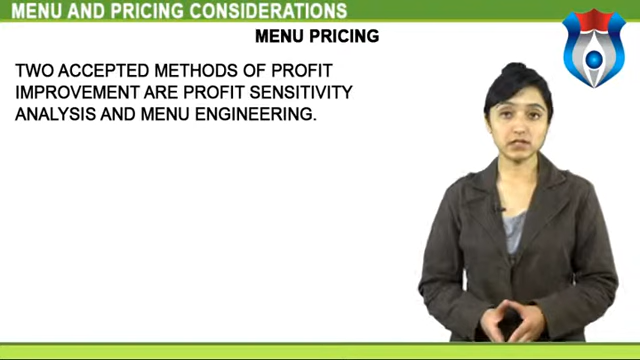 MENU AND PRICING CONSIDERATIONS
MENU PRICING
TWO ACCEPTED METHODS OF PROFIT
IMPROVEMENT ARE PROFIT SENSITIVITY
ANALYSIS AND MENU ENGINEERING.